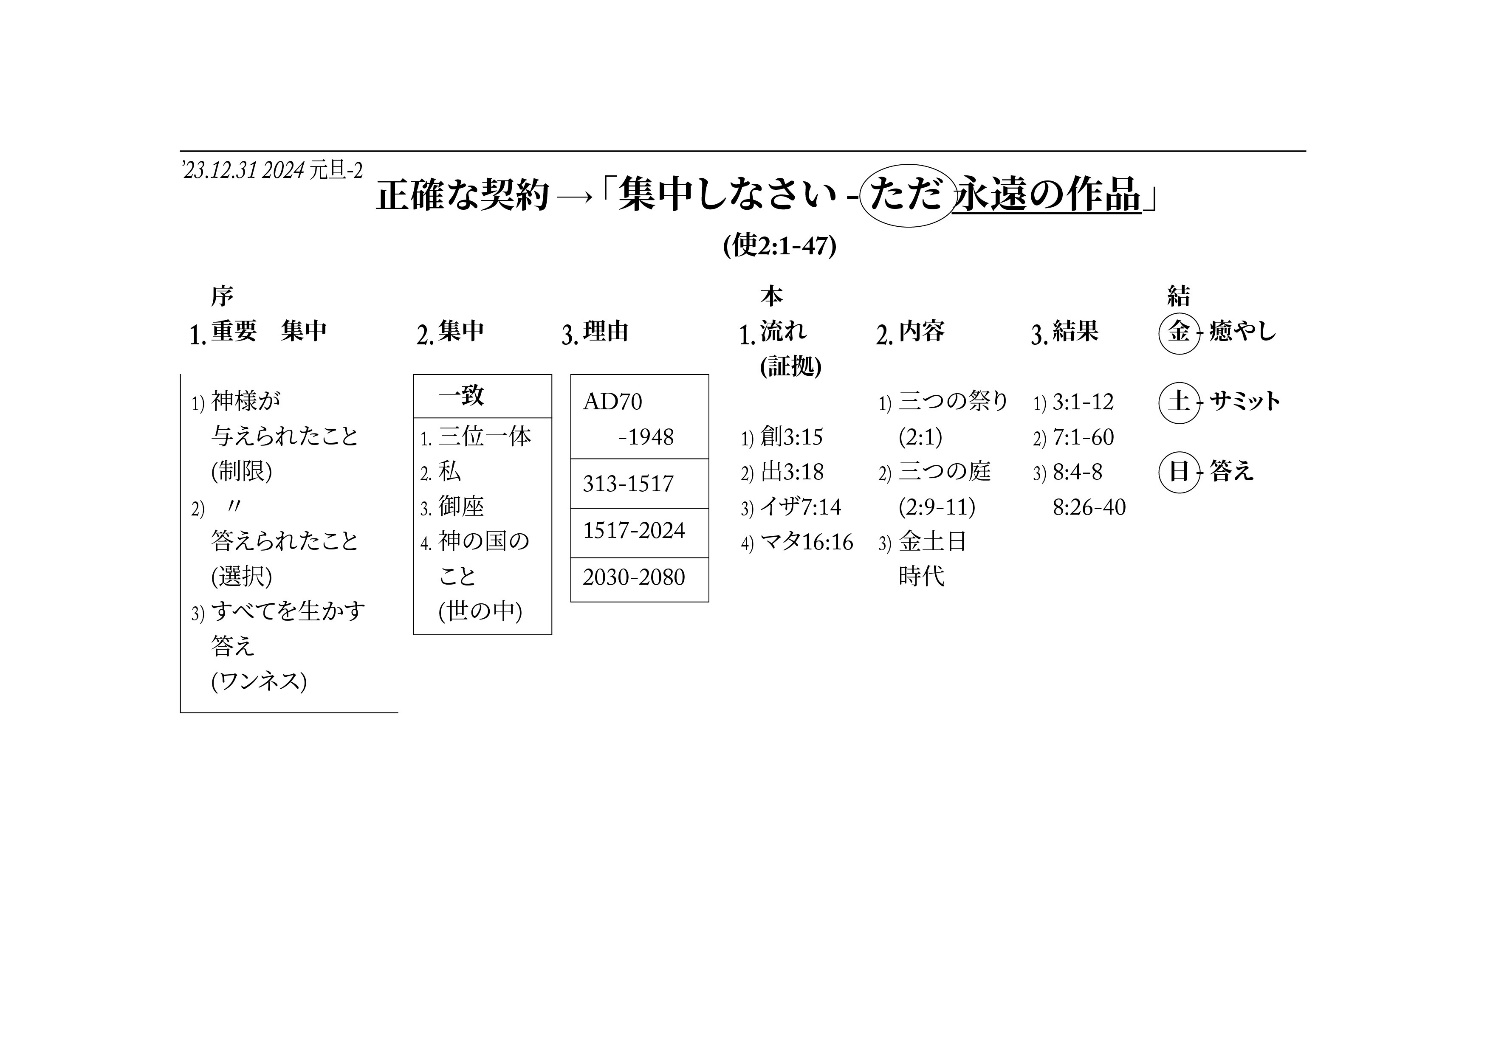 '23.12.31 2024 元旦-2
正確な契約→「集中しなさい - ただ 永遠の作品」
(使2:1-47)
序
1. 重要　集中
1) 神様が
与えられたこと
(制限)
2) 〃
答えられたこと
(選択)
3) すべてを生かす
答え
(ワンネス)
2. 集中
一致
1. 三位一体
2. 私
3. 御座
4. 神の国の
こと
(世の中)
3. 理由
AD70
-1948
313-1517
1517-2024
2030-2080
本
1. 流れ
(証拠)
1) 創3:15
2) 出3:18
3) イザ7:14
4) マタ16:16
2. 内容
1) 三つの祭り
(2:1)
2) 三つの庭
(2:9-11)
3) 金土日
時代
3. 結果
1) 3:1-12
2) 7:1-60
3) 8:4-8
8:26-40
結
金 - 癒やし
土 - サミット
日 - 答え